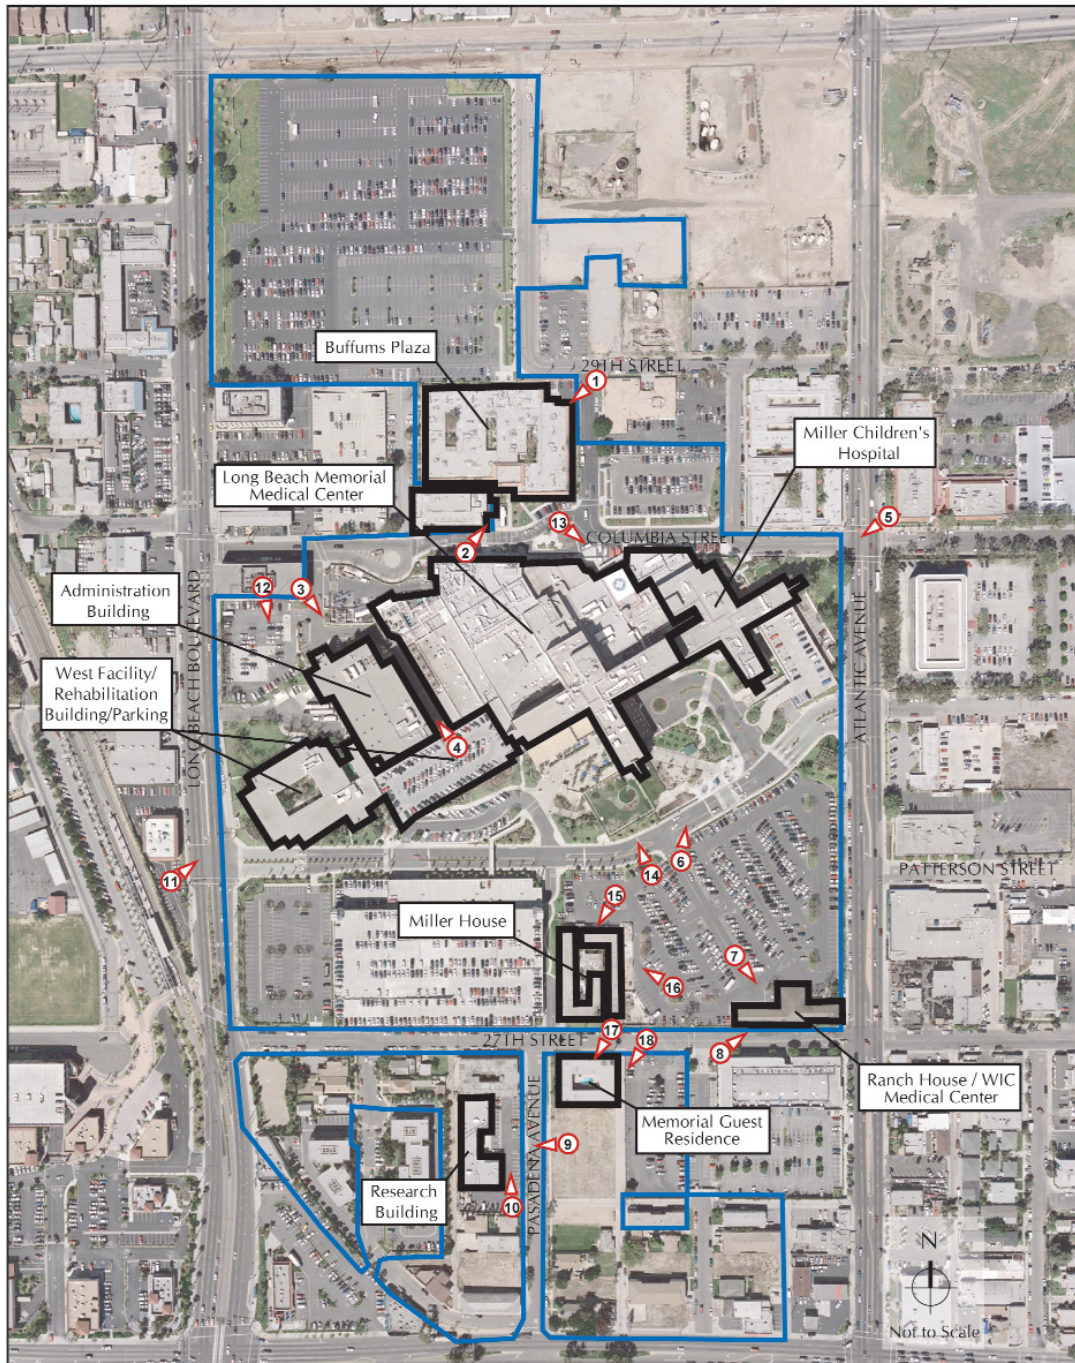 29TH STREET
1
Buffums Plaza
Miller Children's
Hospital
Long Beach Memorial
Medical Center
5
13
2
COLUMBIA STREET
Administration
Building
12
3
LONG BEACH BOULEVARD
ATLANTIC AVENUE
West Facility/
Rehabilitation
Building/Parking
4
6
14
11
PATTERSON STREET
15
Miller House
7
16
17
18
27TH STREET
8
Ranch House / WIC
Medical Center
Memorial Guest
Residence
9
PASADENA AVENUE
Research
Building
10
N
Not to Scale